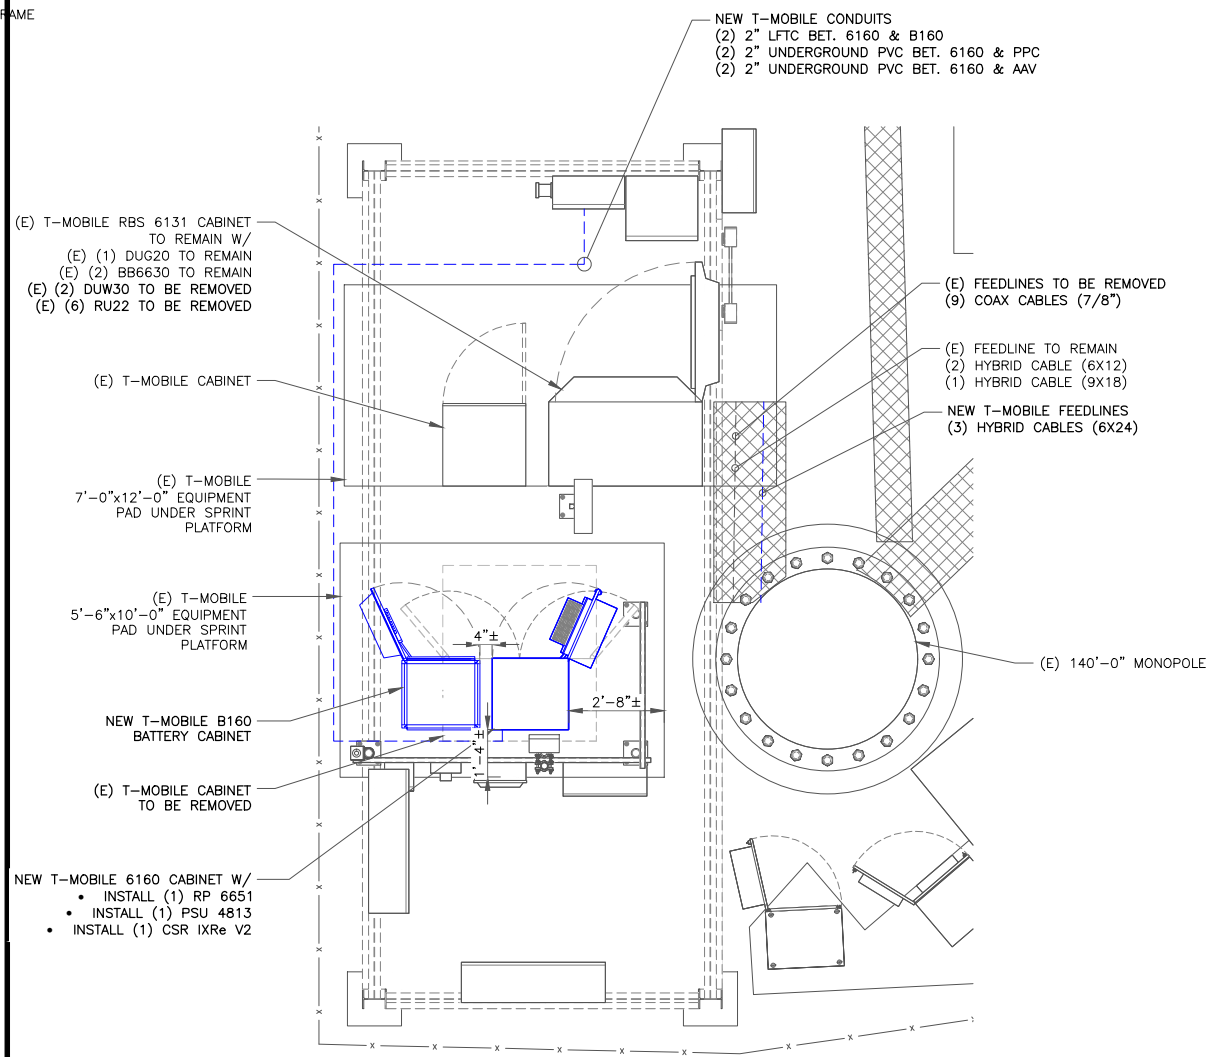 RAME
NEW T-MOBILE CONDUITS
(2) 2" LFTC BET. 6160 & B160
(2) 2" UNDERGROUND PVC BET. 6160 & PPC
(2) 2" UNDERGROUND PVC BET. 6160 & AAV
(E) T-MOBILE RBS 6131 CABINET
TO REMAIN W/
(E) (1) DUG20 TO REMAIN
(E) (2) BB6630 TO REMAIN
(E) (2) DUW30 TO BE REMOVED
(E) (6) RU22 TO BE REMOVED
(E) FEEDLINES TO BE REMOVED
(9) COAX CABLES (7/8")
(E) FEEDLINE TO REMAIN
(2) HYBRID CABLE (6X12)
(1) HYBRID CABLE (9X18)
NEW T-MOBILE FEEDLINES
(3) HYBRID CABLES (6X24)
(E) T-MOBILE CABINET
(E) T-MOBILE
7'-0"x12'-0" EQUIPMENT
PAD UNDER SPRINT
PLATFORM
(E) T-MOBILE
5'-6"x10'-0" EQUIPMENT
PAD UNDER SPRINT
PLATFORM
4"±
2'-8"±
1'-4"±
(E) 140'-0" MONOPOLE
NEW T-MOBILE B160
BATTERY CABINET
(E) T-MOBILE CABINET
TO BE REMOVED
NEW T-MOBILE 6160 CABINET W/
• INSTALL (1) RP 6651
• INSTALL (1) PSU 4813
• INSTALL (1) CSR IXRe V2